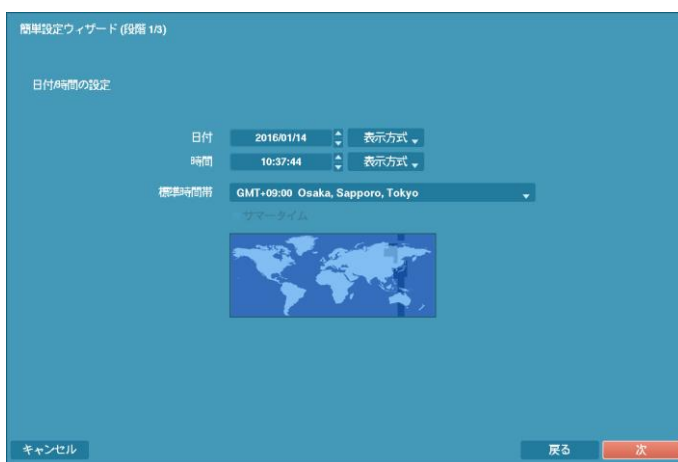 簡単設定ウィザード (段階 1/3)
日付/時間の設定
日付 2016/01/14 表示方式
時間 10:37:44 表示方式
標準時間帯 GMT+09:00 Osaka, Sapporo, Tokyo
サマータイム
キャンセル 戻る 次